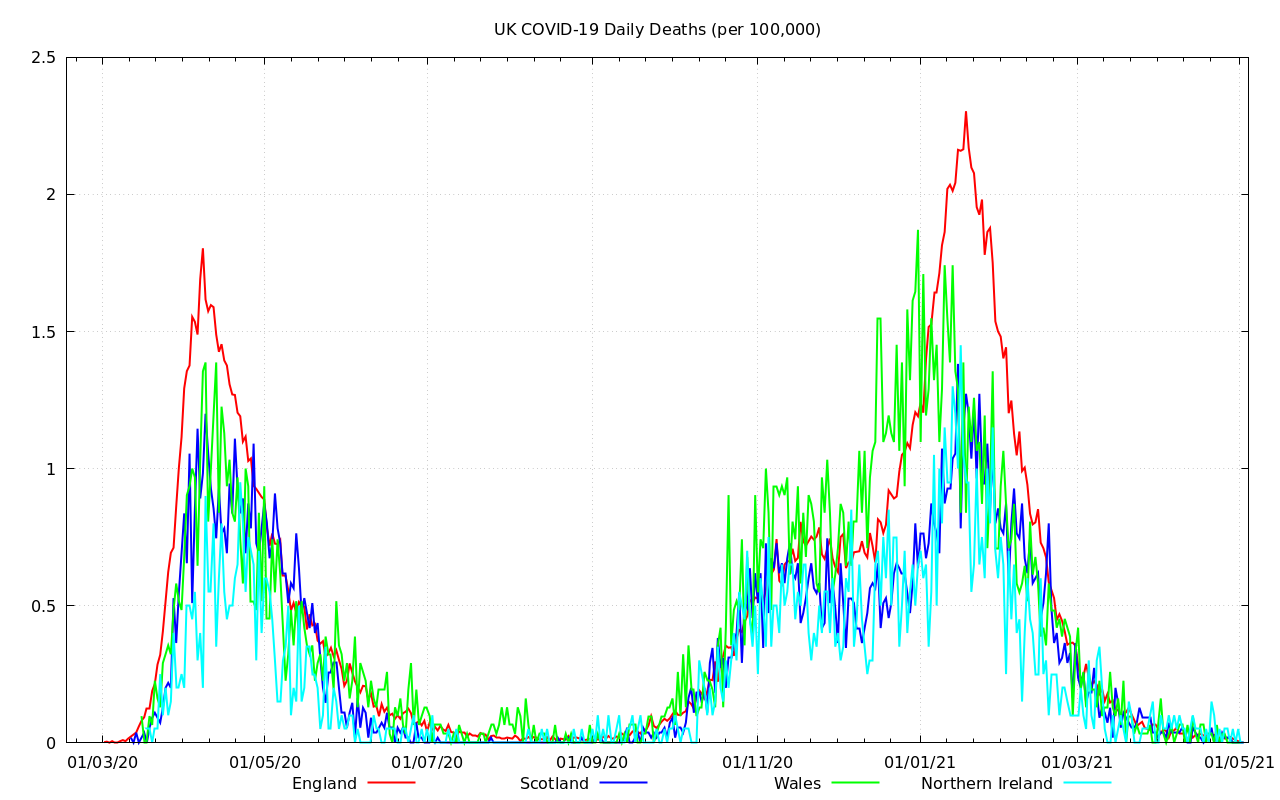 UK COVID-19 Daily Deaths (per 100,000)
2.5
2
1.5
1
0.5
0
01/03/20 01/05/20 01/07/20 01/09/20 01/11/20 01/01/21 01/03/21 01/05/21
England Scotland Wales Northern Ireland